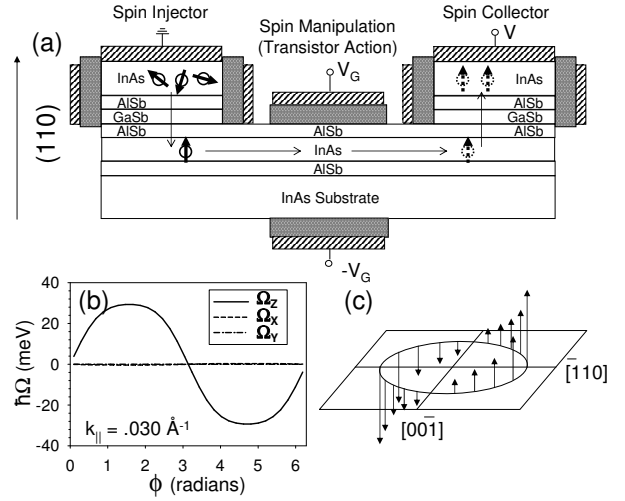 Spin Injector
Spin Manipulation
(Transistor Action)
Spin Collector
(a)
V
V_G
InAs
InAs
AlSb
GaSb
AlSb
AlSb
AlSb
GaSb
AlSb
(110)
InAs
AlSb
InAs Substrate
-V_G
(b)
Ω_Z
Ω_X
Ω_Y
40
20
0
-20
-40
ħΩ (meV)
k_|| = .030 Å⁻¹
0 1 2 3 4 5 6
ϕ (radians)
(c)
[1̄10]
[001̄]